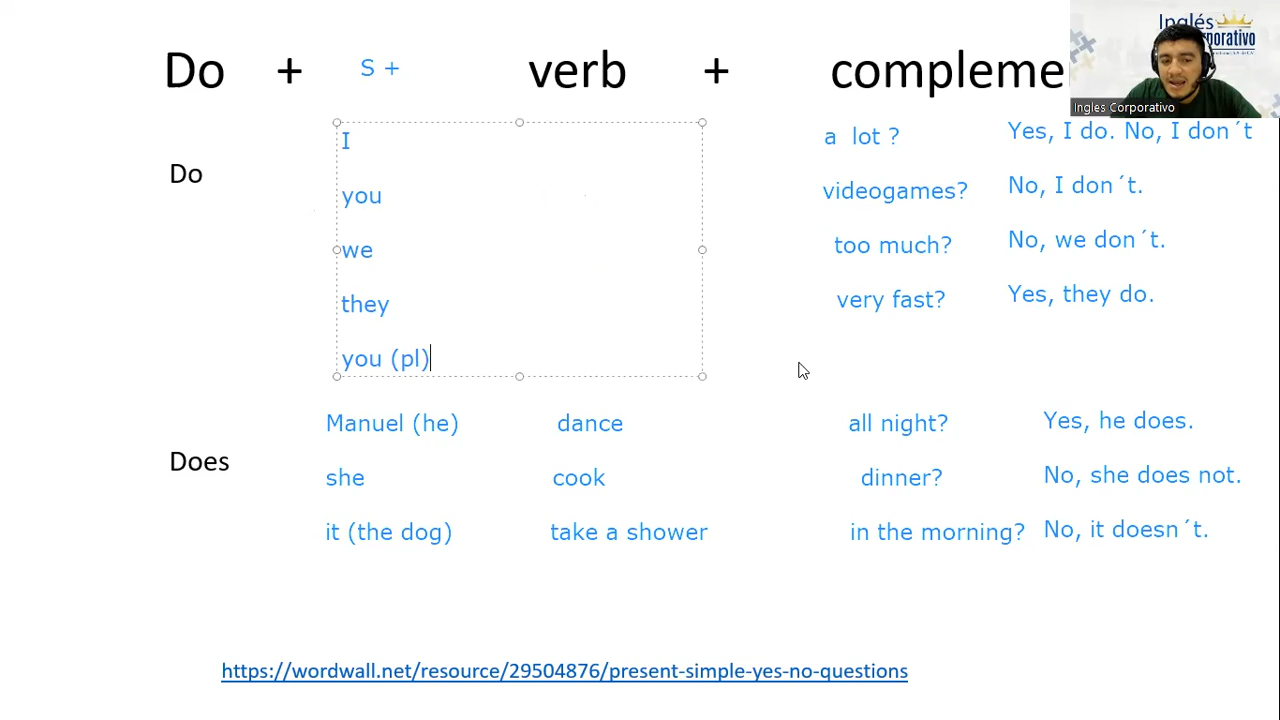 Do + S + verb + compleme
Inglés
orporativo
Ingles Corporativo
Do
I a lot ? Yes, I do. No, I don´t
you videogames? No, I don´t.
we too much? No, we don´t.
they very fast? Yes, they do.
you (pl)
Does
Manuel (he) dance all night? Yes, he does.
she cook dinner? No, she does not.
it (the dog) take a shower in the morning? No, it doesn´t.
https://wordwall.net/resource/29504876/present-simple-yes-no-questions